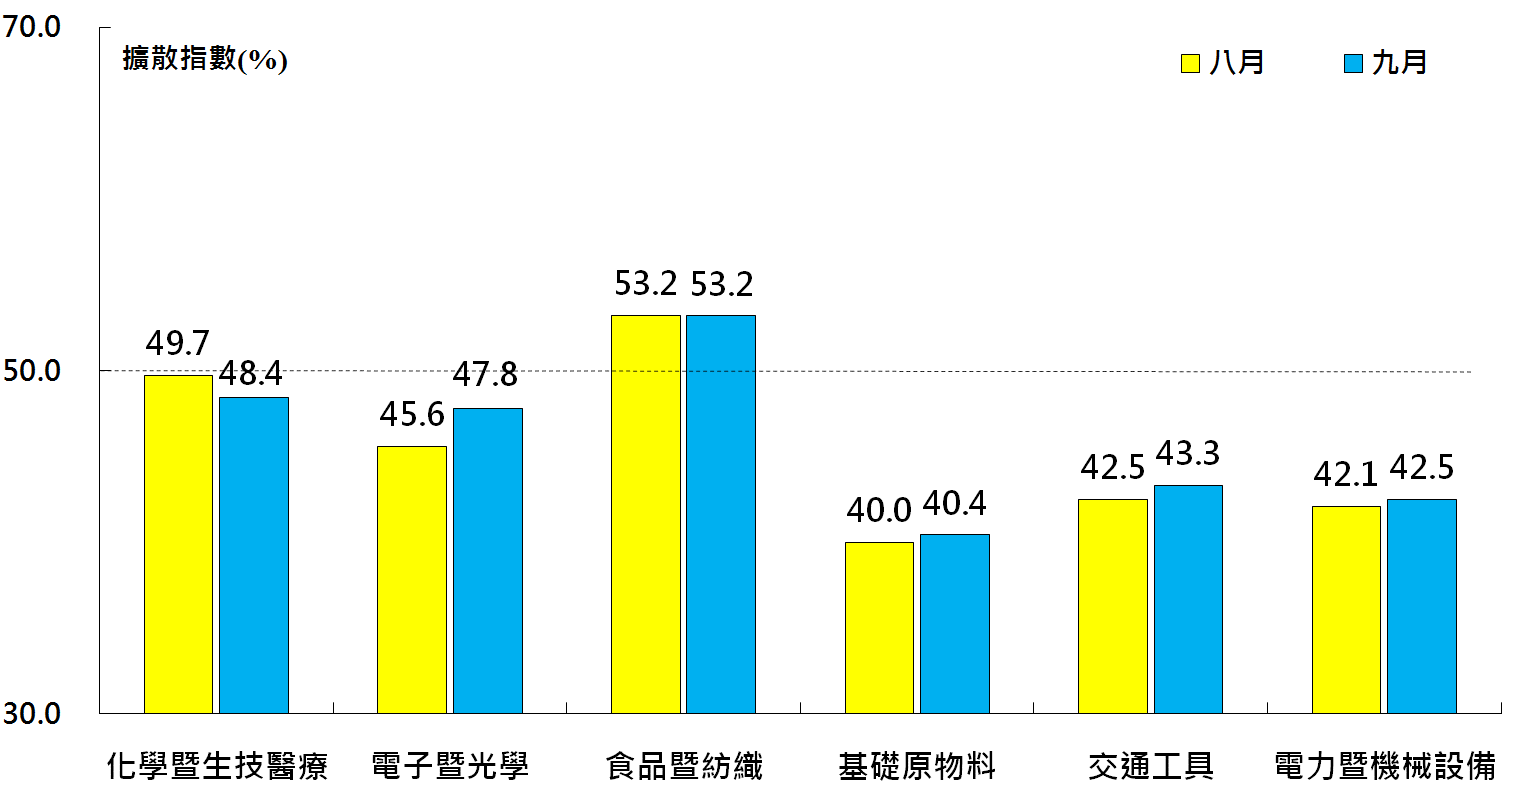 70.0
擴散指數(%)
八月
九月
53.2
53.2
49.7
50.0
48.4
47.8
45.6
42.5
43.3
42.1
42.5
40.0
40.4
30.0
化學暨生技醫療
電子暨光學
食品暨紡織
基礎原物料
交通工具
電力暨機械設備